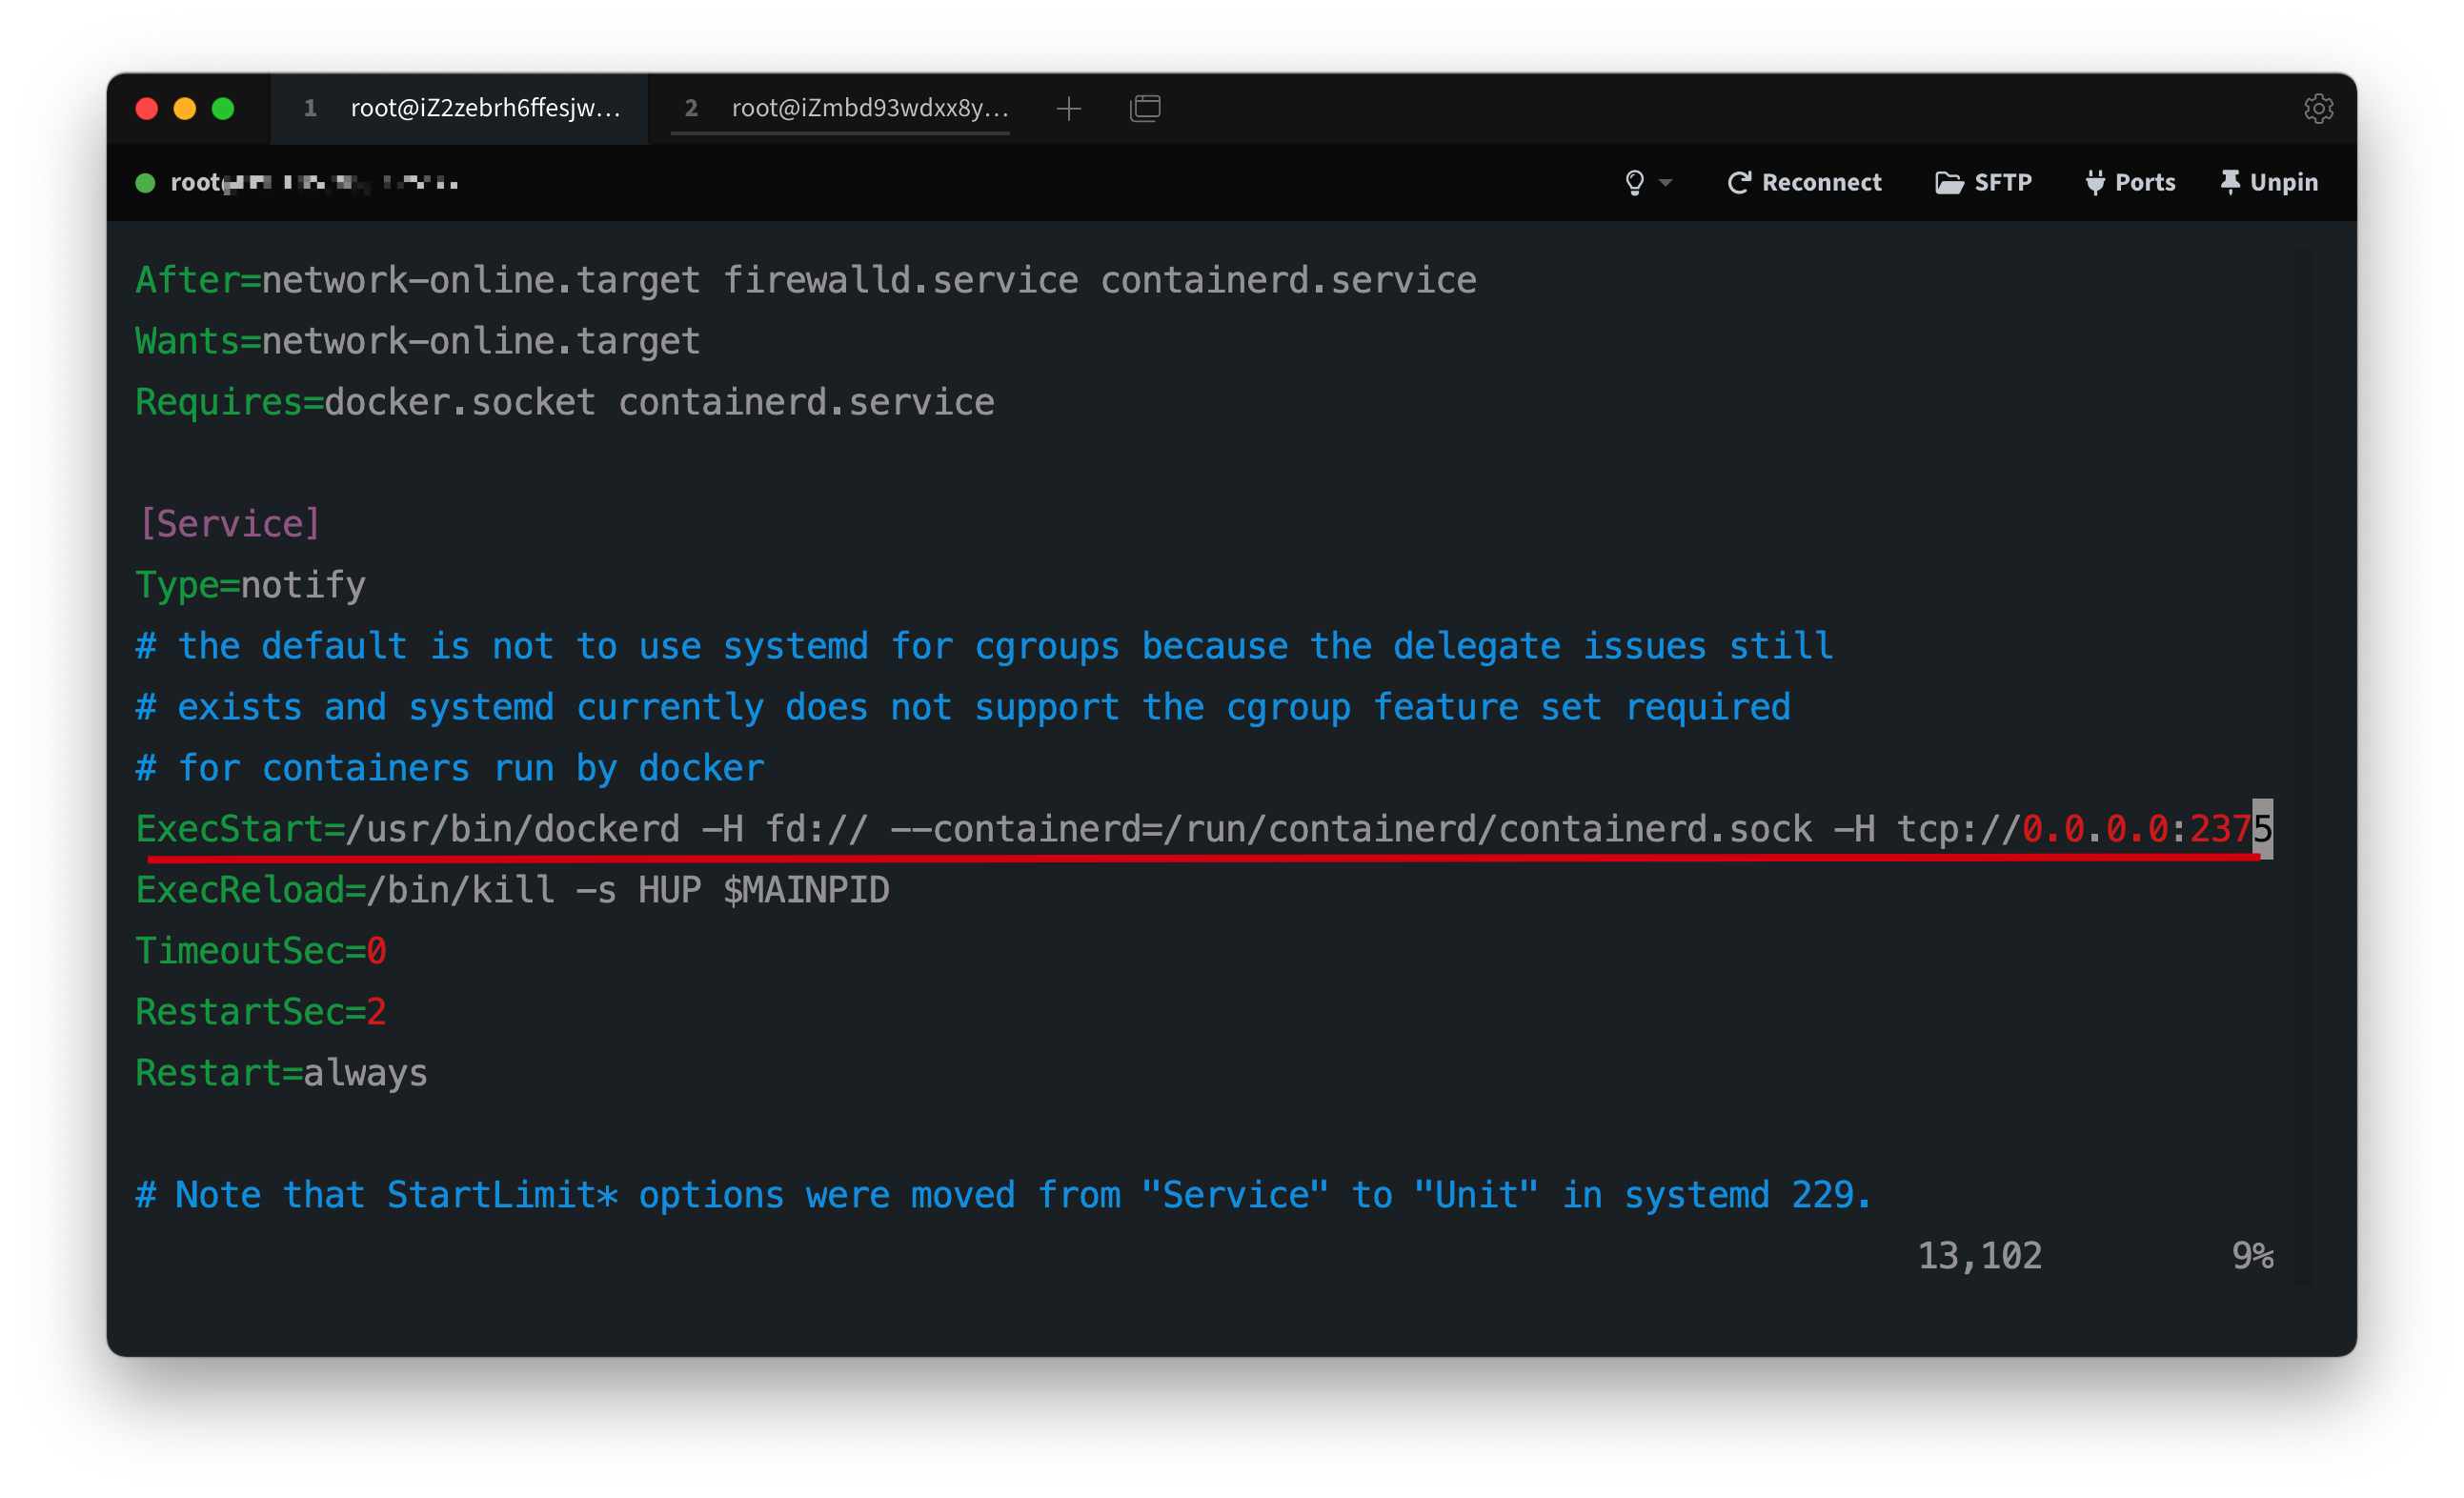 1 root@iZ2zebrh6ffesjw... 2 root@iZmbd93wdxx8y...
Reconnect SFTP Ports Unpin
After=network-online.target firewalld.service containerd.service
Wants=network-online.target
Requires=docker.socket containerd.service
[Service]
Type=notify
# the default is not to use systemd for cgroups because the delegate issues still
# exists and systemd currently does not support the cgroup feature set required
# for containers run by docker
ExecStart=/usr/bin/dockerd -H fd:// --containerd=/run/containerd/containerd.sock -H tcp://0.0.0.0:2375
ExecReload=/bin/kill -s HUP $MAINPID
TimeoutSec=0
RestartSec=2
Restart=always
# Note that StartLimit* options were moved from "Service" to "Unit" in systemd 229.
13,102 9%